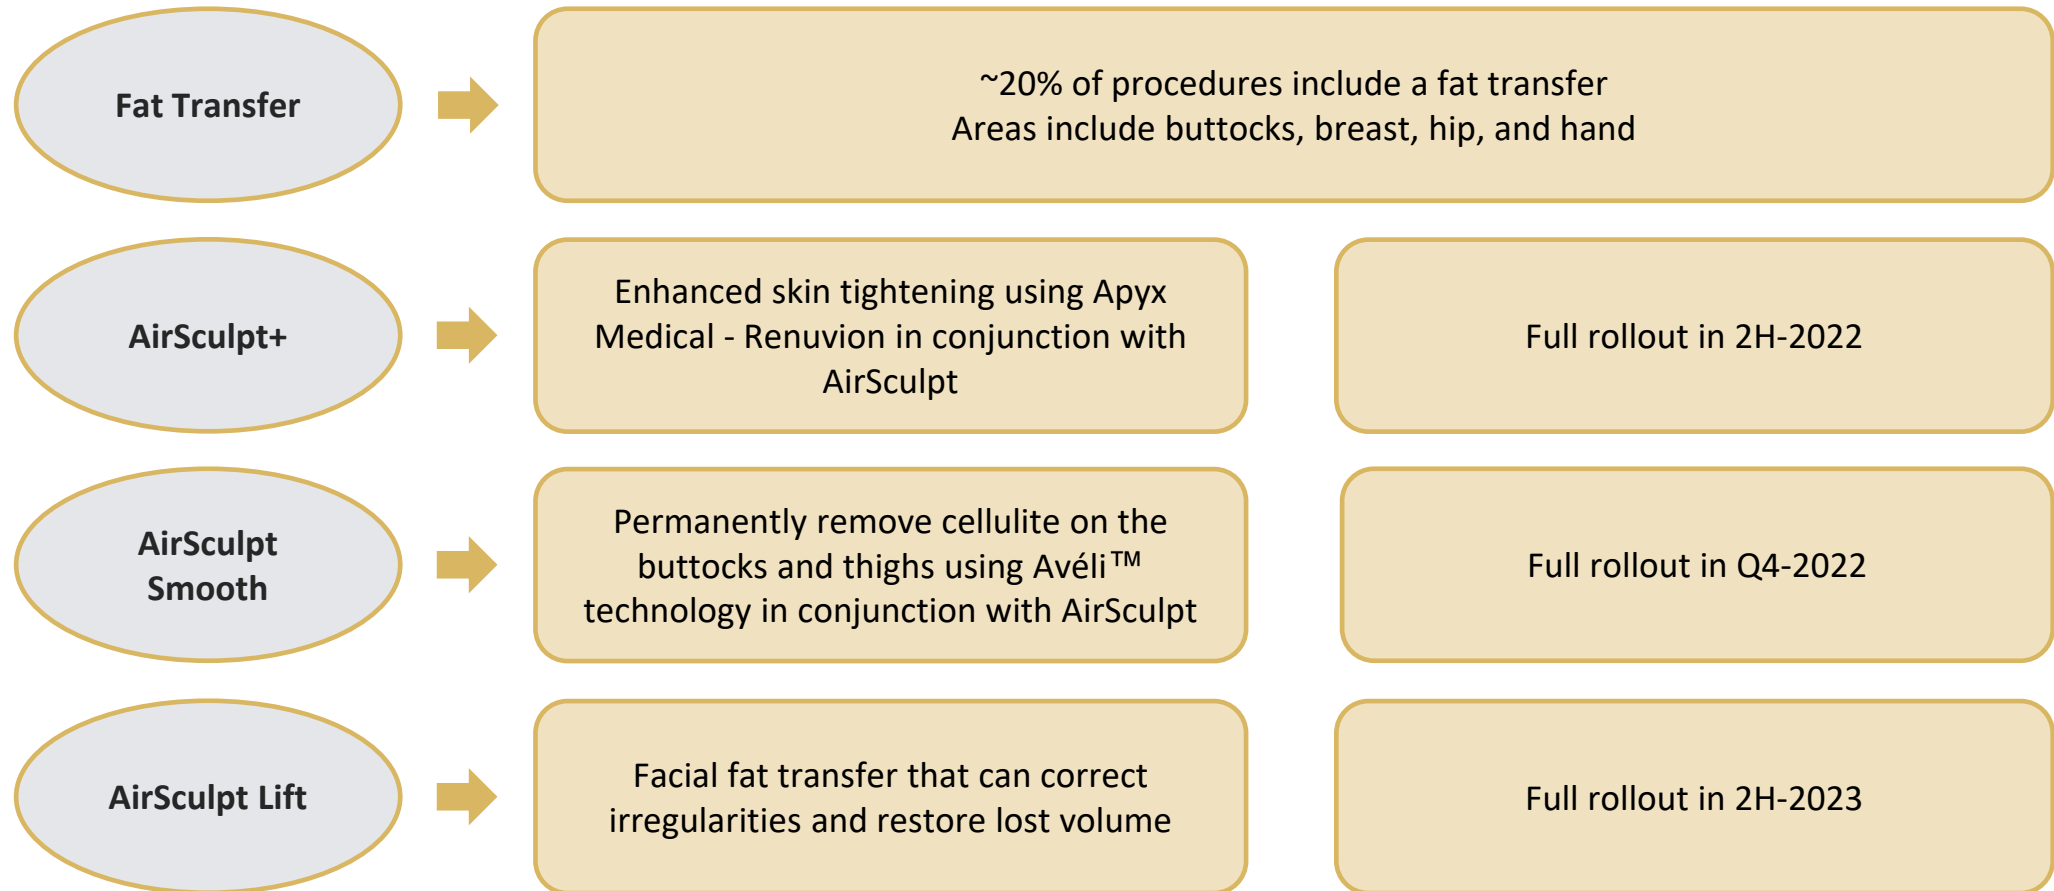 Fat Transfer
~20% of procedures include a fat transfer
Areas include buttocks, breast, hip, and hand
AirSculpt+
Enhanced skin tightening using Apyx
Medical - Renuvion in conjunction with
AirSculpt
Full rollout in 2H-2022
AirSculpt
Smooth
Permanently remove cellulite on the
buttocks and thighs using Avéli™
technology in conjunction with AirSculpt
Full rollout in Q4-2022
AirSculpt Lift
Facial fat transfer that can correct
irregularities and restore lost volume
Full rollout in 2H-2023